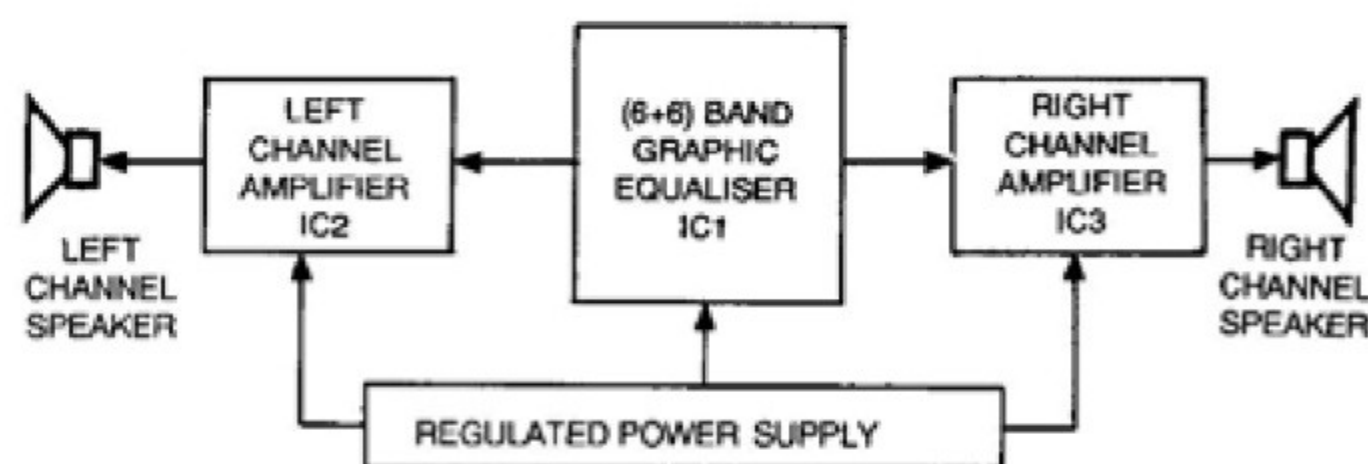 LEFT
CHANNEL
AMPLIFIER
IC2
(6+6) BAND
GRAPHIC
EQUALISER
IC1
RIGHT
CHANNEL
AMPLIFIER
IC3
LEFT
CHANNEL
SPEAKER
RIGHT
CHANNEL
SPEAKER
REGULATED POWER SUPPLY